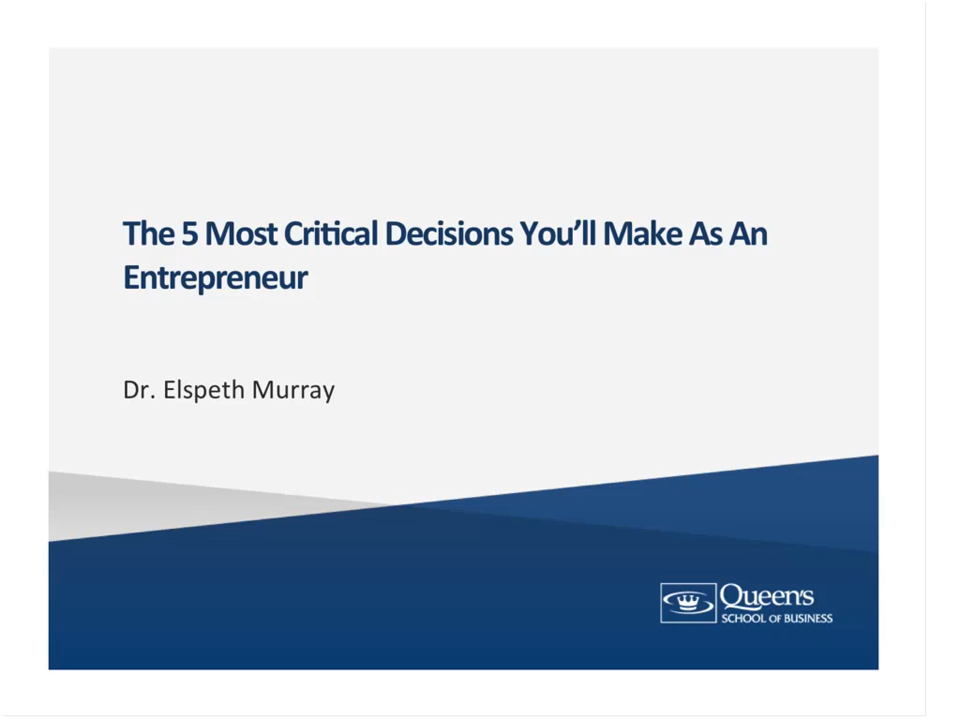 The 5 Most Critical Decisions You'll Make As An
Entrepreneur
Dr. Elspeth Murray
Queen's
SCHOOL OF BUSINESS